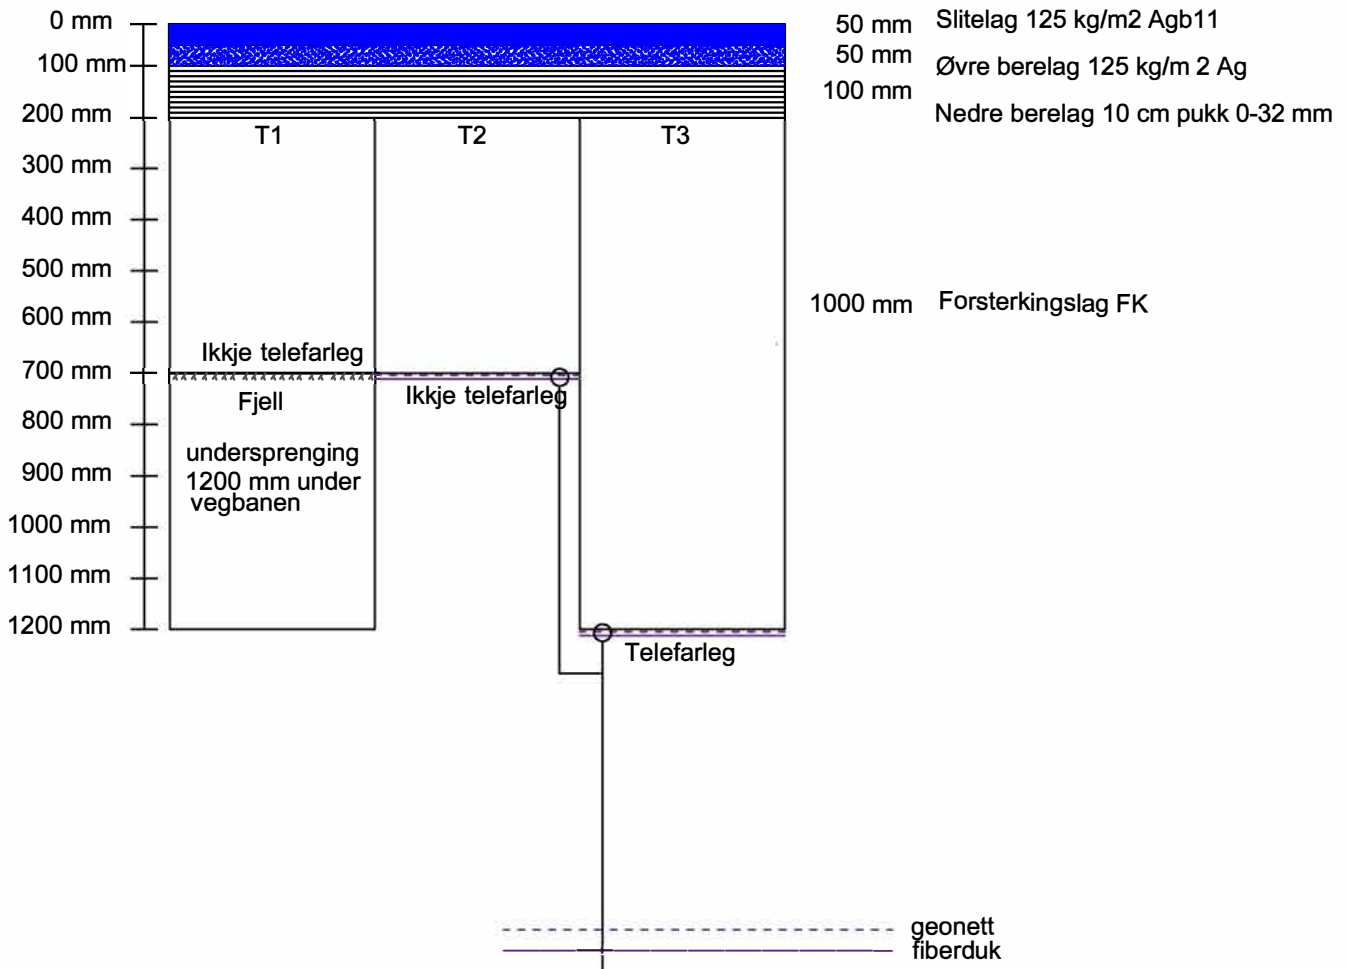 0 mm
100 mm
200 mm
300 mm
400 mm
500 mm
600 mm
700 mm
800 mm
900 mm
1000 mm
1100 mm
1200 mm
50 mm Slitelag 125 kg/m2 Agb11
50 mm Øvre berelag 125 kg/m 2 Ag
100 mm Nedre berelag 10 cm pukk 0-32 mm
T1 T2 T3
1000 mm Forsterkingslag FK
Ikkje telefarleg
Fjell
undersprenging
1200 mm under
vegbanen
Ikkje telefarleg
Telefarleg
geonett
fiberduk